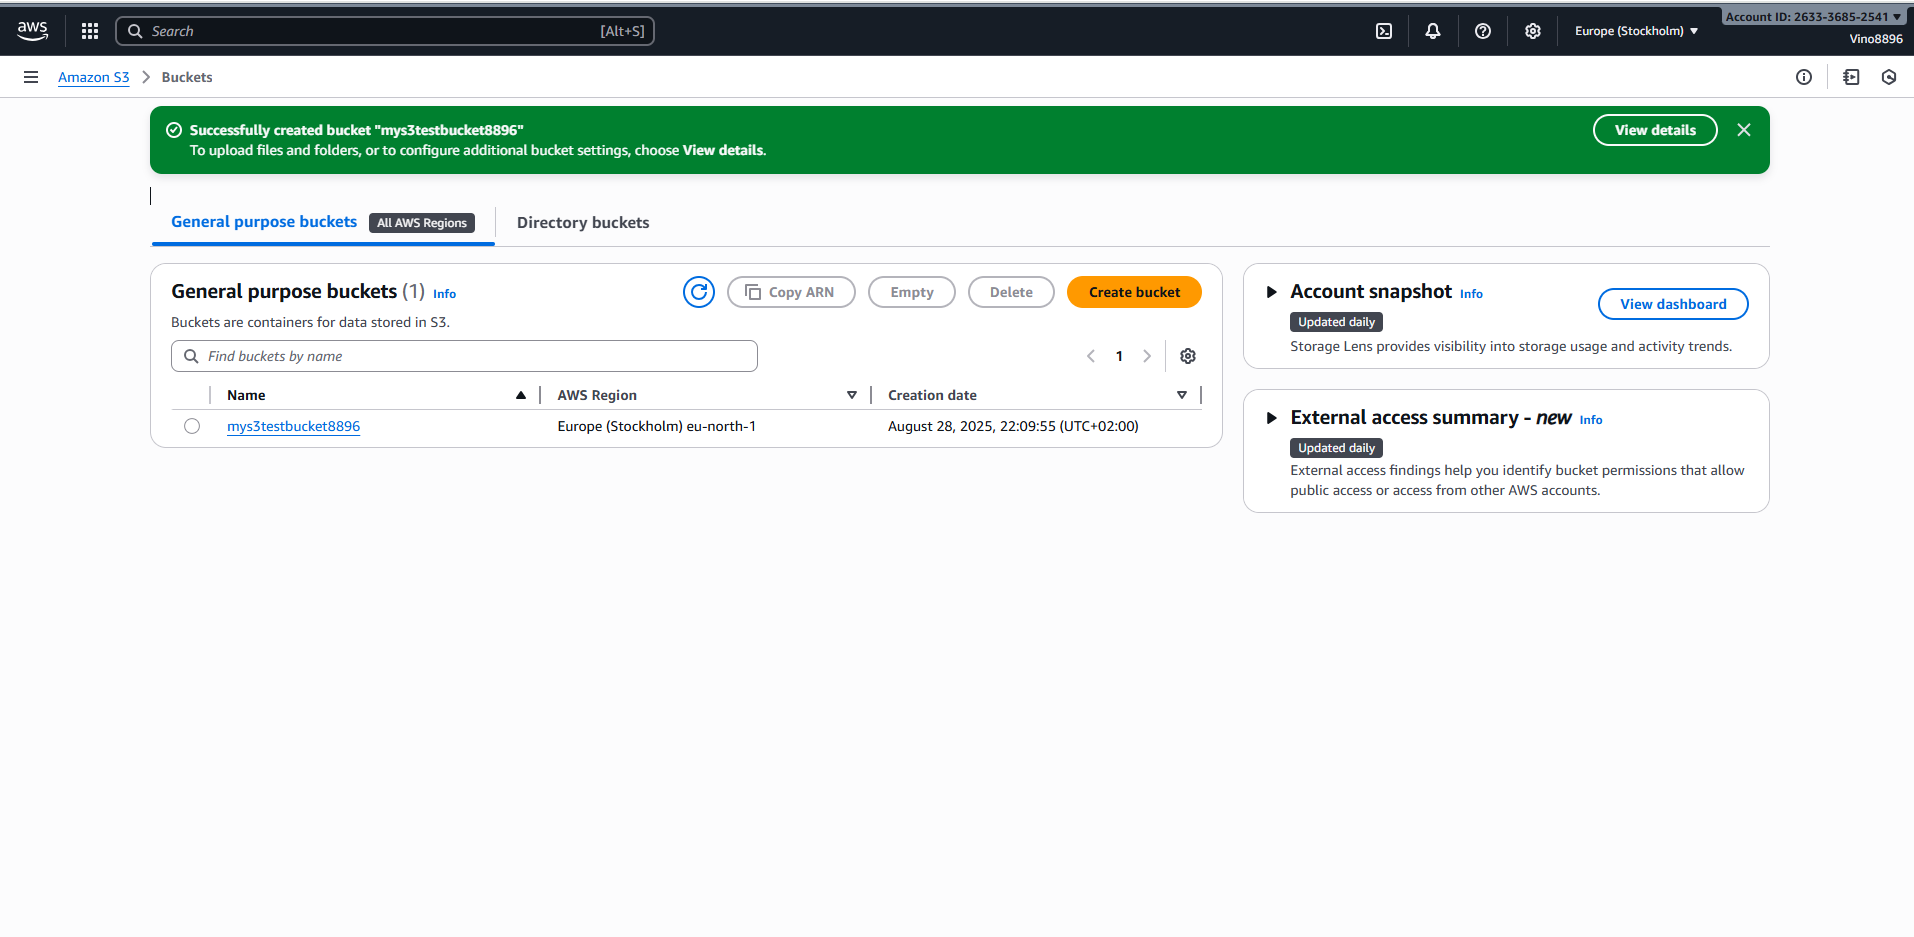 aws
Search [Alt+S]
Europe (Stockholm)
Account ID: 2633-3685-2541
Vino8896
Amazon S3 Buckets
Successfully created bucket "mys3testbucket8896"
To upload files and folders, or to configure additional bucket settings, choose View details.
View details
General purpose buckets All AWS Regions Directory buckets
General purpose buckets (1) Info
Copy ARN Empty Delete Create bucket
Buckets are containers for data stored in S3.
Find buckets by name
1
Name AWS Region Creation date
mys3testbucket8896 Europe (Stockholm) eu-north-1 August 28, 2025, 22:09:55 (UTC+02:00)
Account snapshot Info
View dashboard
Updated daily
Storage Lens provides visibility into storage usage and activity trends.
External access summary - new Info
Updated daily
External access findings help you identify bucket permissions that allow
public access or access from other AWS accounts.